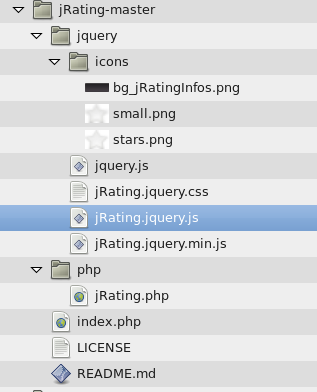 jRating-master
jquery
icons
bg_jRatingInfos.png
small.png
stars.png
jquery.js
jRating.jquery.css
jRating.jquery.js
jRating.jquery.min.js
php
jRating.php
index.php
LICENSE
README.md